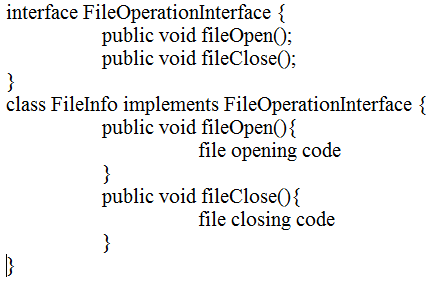 interface FileOperationInterface {
public void fileOpen();
public void fileClose();
}
class FileInfo implements FileOperationInterface {
public void fileOpen(){
file opening code
}
public void fileClose(){
file closing code
}
}